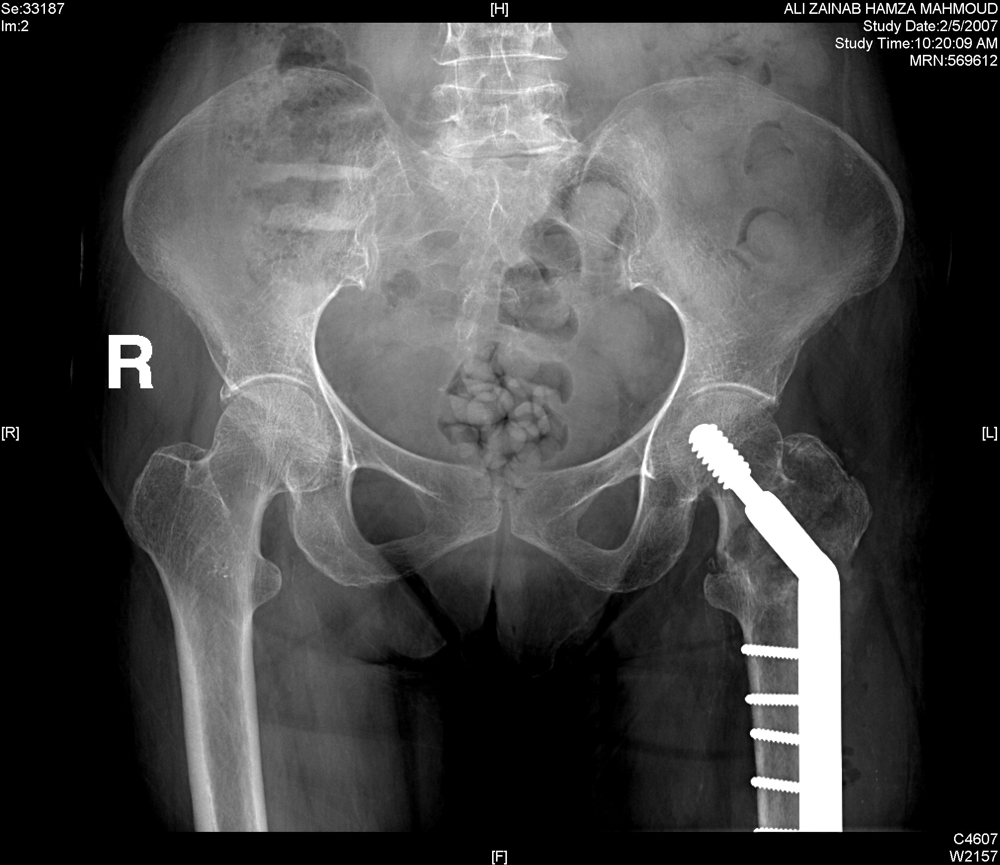 Se:33187
Im:2
[H]
ALI ZAINAB HAMZA MAHMOUD
Study Date:2/5/2007
Study Time:10:20:09 AM
MRN:569612
R
[R]
[L]
C4607
W2157
[F]